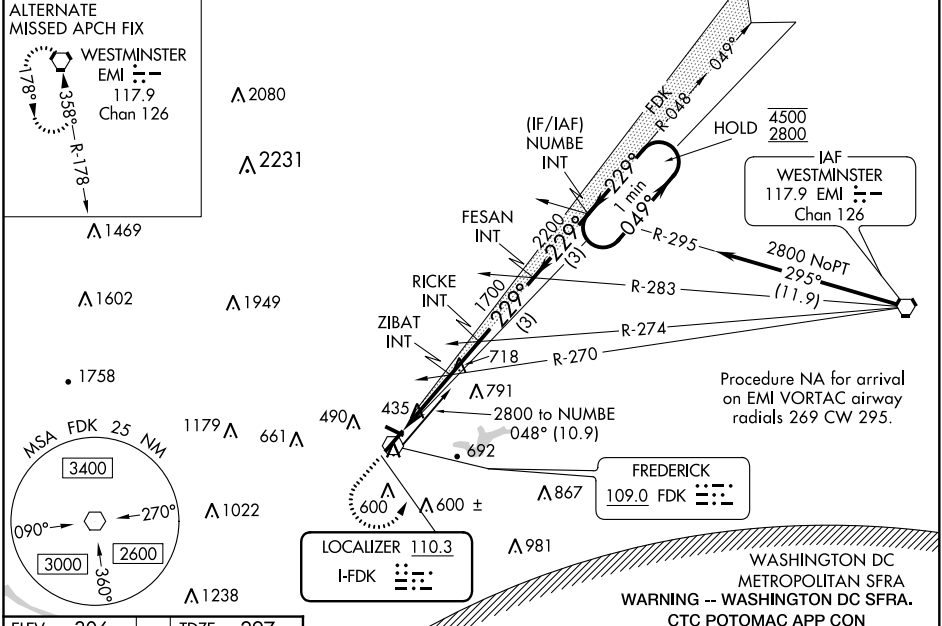 ALTERNATE
MISSED APCH FIX
WESTMINSTER
EMI
117.9
Chan 126
178°
358°
R-178
2080
2231
1469
1602
1949
1758
1179
661
490
435
1022
1238
MSA FDK 25 NM
3400
090°
270°
3000
2600
360°
FDK
R-048
049°
(IF/IAF)
NUMBE
INT
HOLD
4500
2800
229°
1 min
049°
FESAN
INT
2200
229°
(3)
RICKE
INT
1700
229°
(3)
ZIBAT
INT
IAF
WESTMINSTER
117.9 EMI
Chan 126
R-295
2800 NoPT
295°
(11.9)
R-283
R-274
R-270
718
791
2800 to NUMBE
048° (10.9)
692
Procedure NA for arrival
on EMI VORTAC airway
radials 269 CW 295.
FREDERICK
109.0 FDK
600
600 ±
867
981
LOCALIZER 110.3
I-FDK
WASHINGTON DC
METROPOLITAN SFRA
WARNING -- WASHINGTON DC SFRA.
CTC POTOMAC APP CON